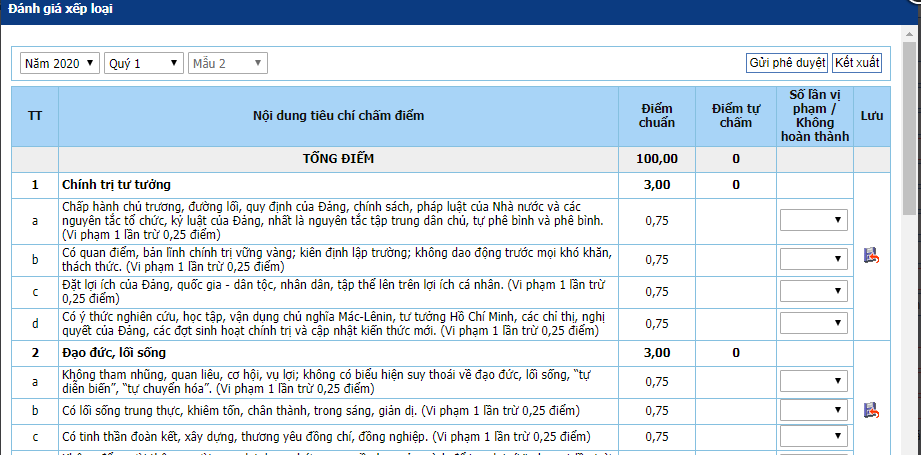 Đánh giá xếp loại
Năm 2020 Quý 1 Mẫu 2 Gửi phê duyệt Kết xuất
TT Nội dung tiêu chí chấm điểm Điểm chuẩn Điểm tự chấm Số lần vị phạm / Không hoàn thành Lưu
TỔNG ĐIỂM 100,00 0
1 Chính trị tư tưởng 3,00 0
a Chấp hành chủ trương, đường lối, quy định của Đảng, chính sách, pháp luật của Nhà nước và các
nguyên tắc tổ chức, kỷ luật của Đảng, nhất là nguyên tắc tập trung dân chủ, tự phê bình và phê bình.
(Vi phạm 1 lần trừ 0,25 điểm) 0,75
b Có quan điểm, bản lĩnh chính trị vững vàng; kiên định lập trường; không dao động trước mọi khó khăn,
thách thức. (Vi phạm 1 lần trừ 0,25 điểm) 0,75
c Đặt lợi ích của Đảng, quốc gia - dân tộc, nhân dân, tập thể lên trên lợi ích cá nhân. (Vi phạm 1 lần trừ
0,25 điểm) 0,75
d Có ý thức nghiên cứu, học tập, vận dụng chủ nghĩa Mác-Lênin, tư tưởng Hồ Chí Minh, các chỉ thị, nghị
quyết của Đảng, các đợt sinh hoạt chính trị và cập nhật kiến thức mới. (Vi phạm 1 lần trừ 0,25 điểm) 0,75
2 Đạo đức, lối sống 3,00 0
a Không tham nhũng, quan liêu, cơ hội, vụ lợi; không có biểu hiện suy thoái về đạo đức, lối sống, “tự
diễn biến”, “tự chuyển hóa”. (Vi phạm 1 lần trừ 0,25 điểm) 0,75
b Có lối sống trung thực, khiêm tốn, chân thành, trong sáng, giản dị. (Vi phạm 1 lần trừ 0,25 điểm) 0,75
c Có tinh thần đoàn kết, xây dựng, thương yêu đồng chí, đồng nghiệp. (Vi phạm 1 lần trừ 0,25 điểm) 0,75